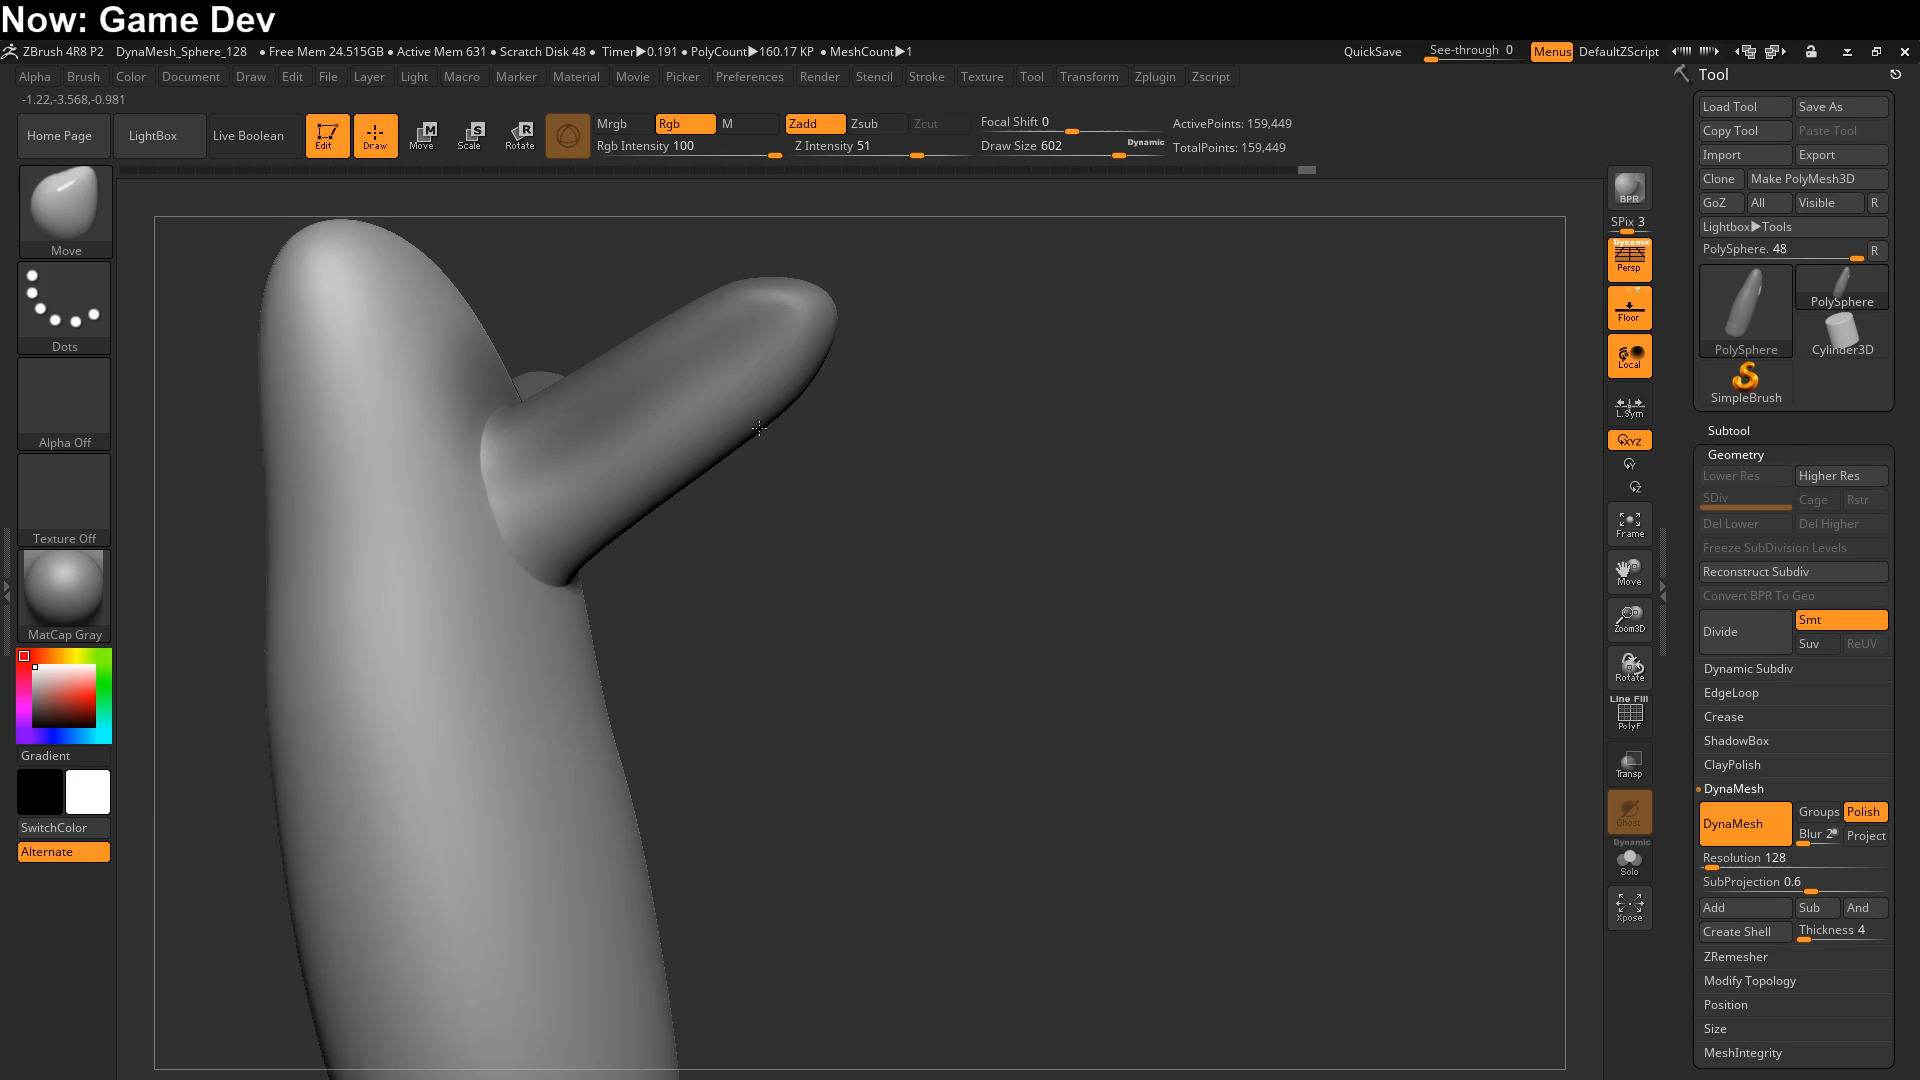 Now: Game Dev
ZBrush 4R8 P2 DynaMesh_Sphere_128 ● Free Mem 24.515GB ● Active Mem 631 ● Scratch Disk 48 ● Timer▶0.191 ● PolyCount▶160.17 KP ● MeshCount▶1 QuickSave See-through 0 Menus DefaultZScript
Alpha Brush Color Document Draw Edit File Layer Light Macro Marker Material Movie Picker Preferences Render Stencil Stroke Texture Tool Transform Zplugin Zscript
Tool
-1.22,-3.568,-0.981
Home Page LightBox Live Boolean Edit Draw Move Scale Rotate
Mrgb Rgb M Zadd Zsub Zcut Focal Shift 0 ActivePoints: 159,449
Rgb Intensity 100 Z Intensity 51 Draw Size 602 Dynamic TotalPoints: 159,449
Move
Dots
Alpha Off
Texture Off
MatCap Gray
Gradient
SwitchColor
Alternate
BPR
SPix 3
Dynamic
Persp
Floor
Local
L.Sym
XYZ
Y
Z
Frame
Move
Zoom3D
Rotate
Line Fill
PolyF
Transp
Ghost
Dynamic
Solo
Xpose
Load Tool Save As
Copy Tool Paste Tool
Import Export
Clone Make PolyMesh3D
GoZ All Visible R
Lightbox▶Tools
PolySphere. 48 R
PolySphere
PolySphere Cylinder3D
SimpleBrush
Subtool
Geometry
Lower Res Higher Res
SDiv Cage Rstr
Del Lower Del Higher
Freeze SubDivision Levels
Reconstruct Subdiv
Convert BPR To Geo
Divide Smt
Suv ReUV
Dynamic Subdiv
EdgeLoop
Crease
ShadowBox
ClayPolish
DynaMesh
DynaMesh Groups Polish
Blur 2 Project
Resolution 128
SubProjection 0.6
Add Sub And
Create Shell Thickness 4
ZRemesher
Modify Topology
Position
Size
MeshIntegrity